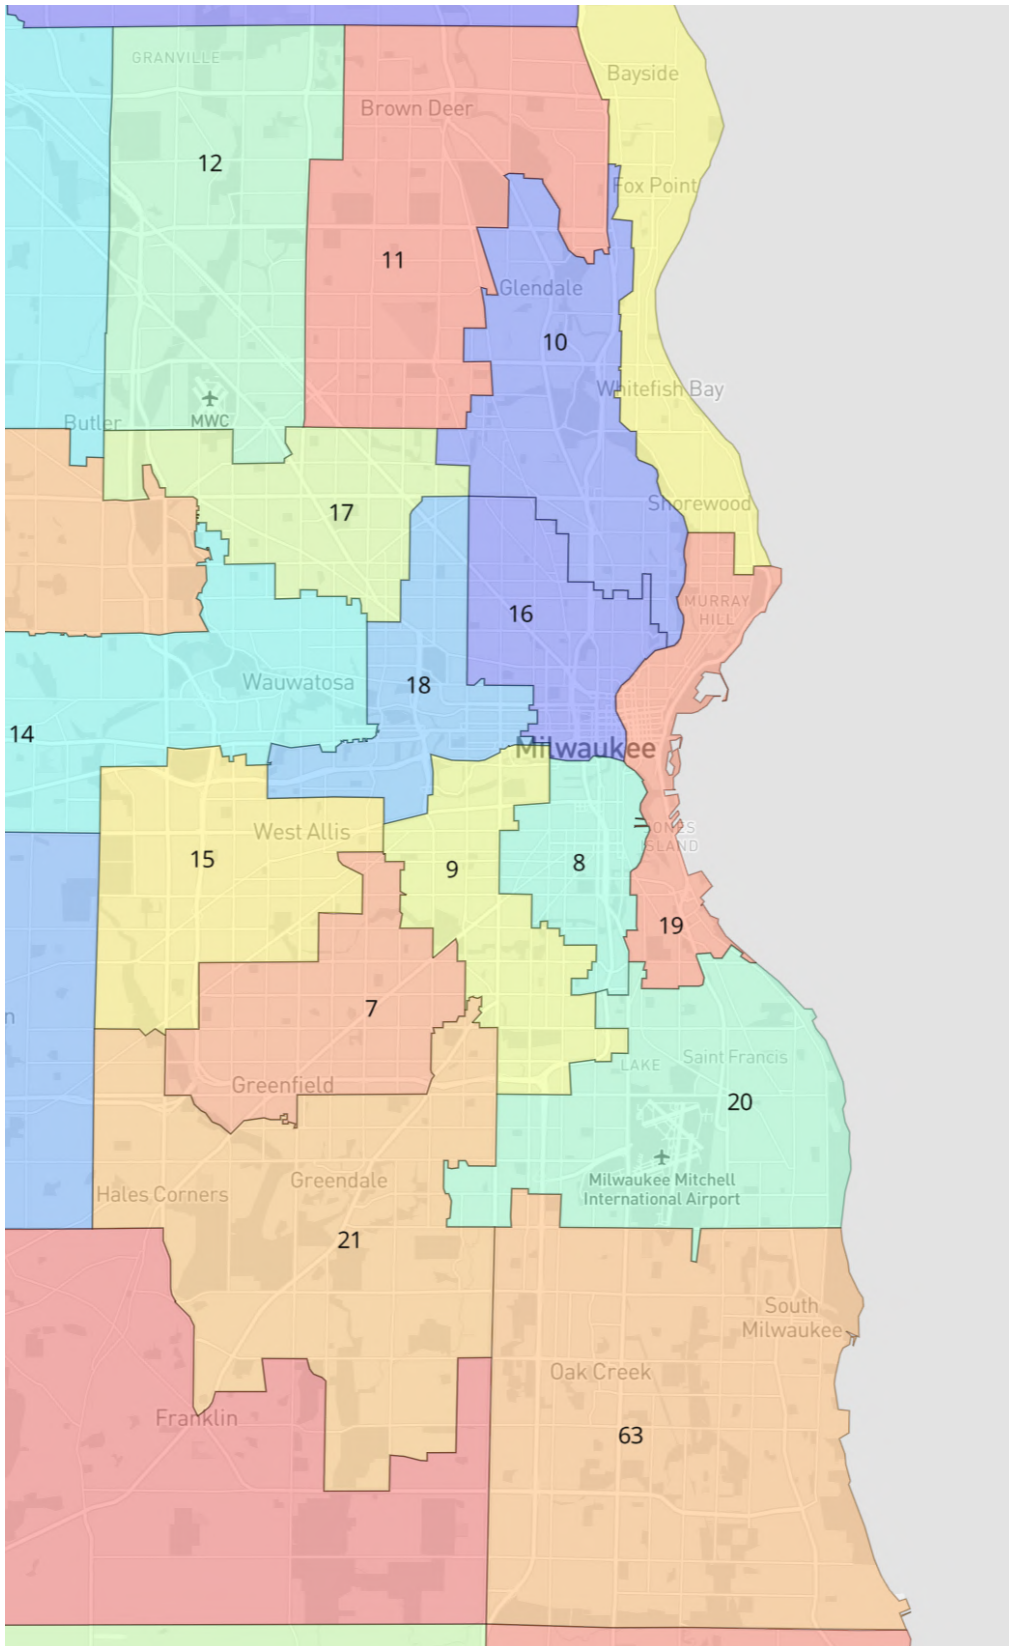 GRANVILLE
Bayside
Brown Deer
12
Fox Point
11
Glendale
10
Whitefish Bay
MWC
Butler
Shorewood
17
MURRAY
HILL
16
Wauwatosa
18
14
Milwaukee
West Allis
JONES
ISLAND
15
9
8
19
7
n
LAKE
Saint Francis
Greenfield
20
Milwaukee Mitchell
International Airport
Hales Corners
Greendale
21
South
Milwaukee
Oak Creek
Franklin
63